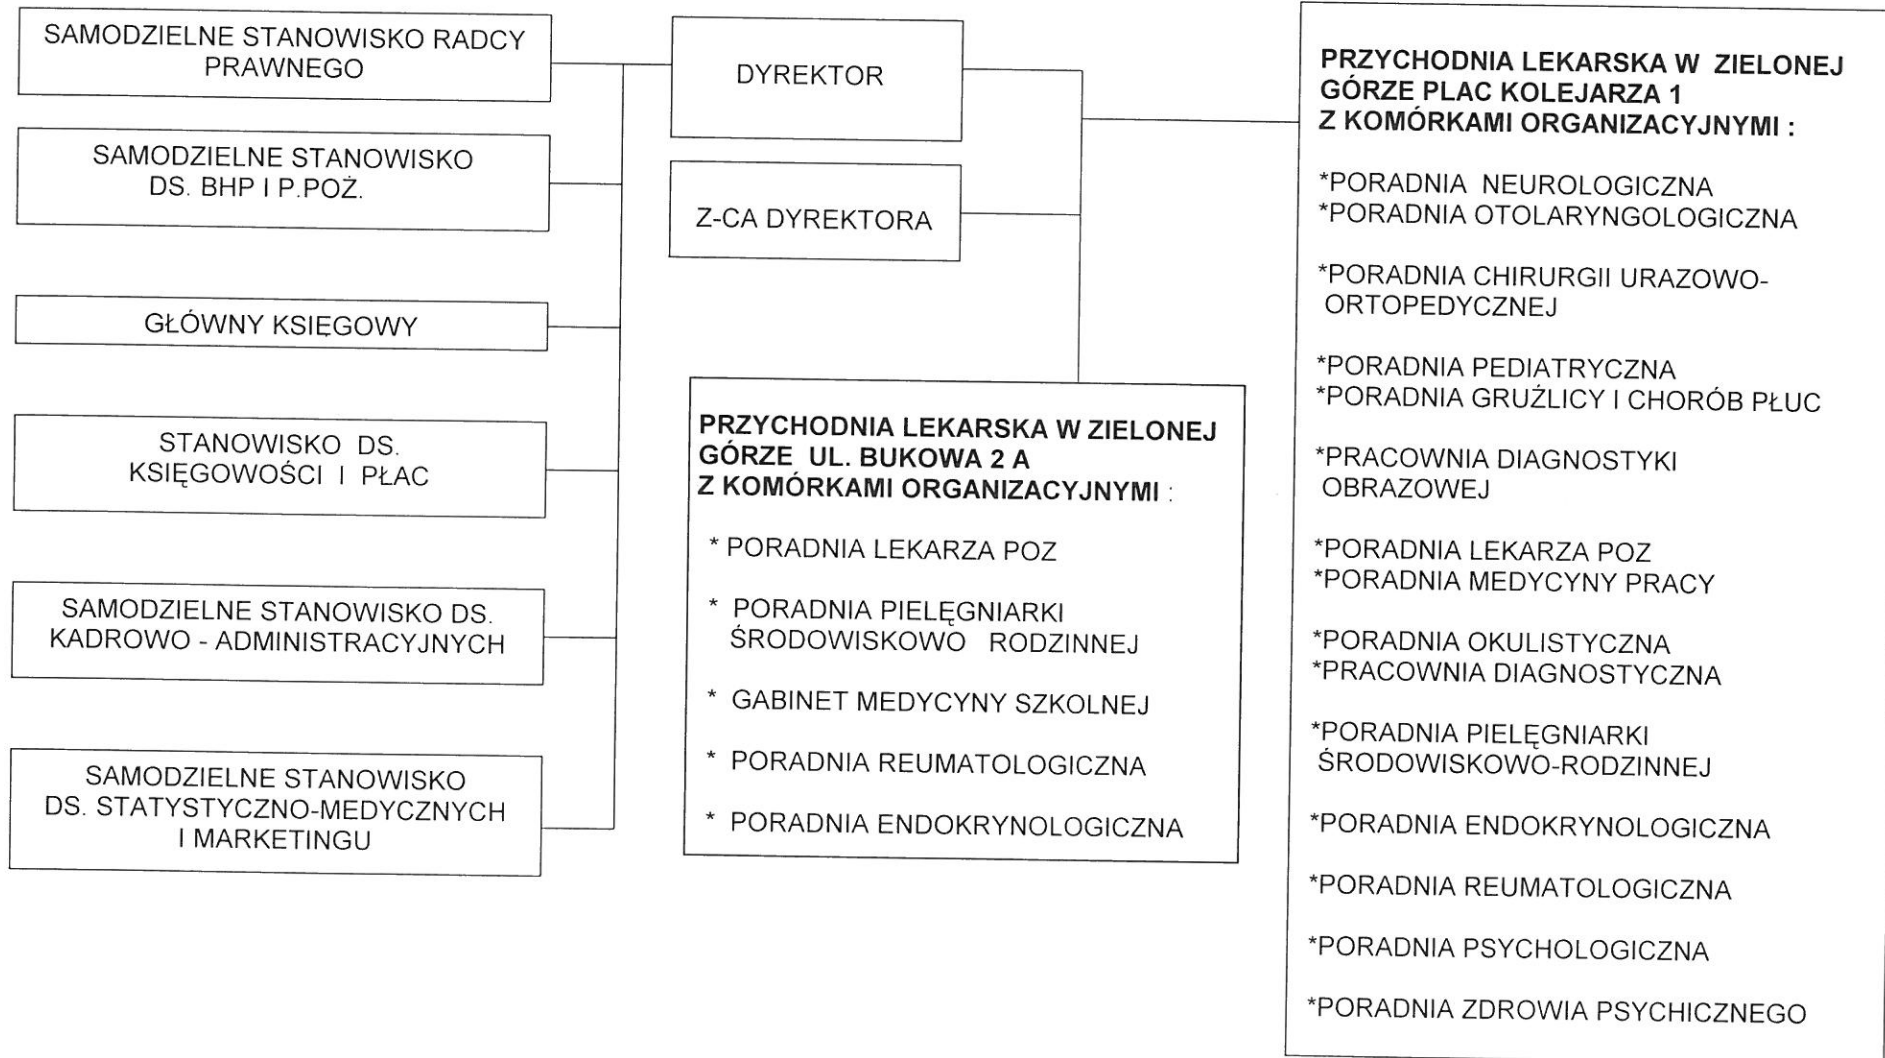 SAMODZIELNE STANOWISKO RADCY
PRAWNEGO
SAMODZIELNE STANOWISKO
DS. BHP I P.POŻ.
GŁÓWNY KSIĘGOWY
STANOWISKO DS.
KSIĘGOWOŚCI I PŁAC
SAMODZIELNE STANOWISKO DS.
KADROWO - ADMINISTRACYJNYCH
SAMODZIELNE STANOWISKO
DS. STATYSTYCZNO-MEDYCZNYCH
I MARKETINGU
DYREKTOR
Z-CA DYREKTORA
PRZYCHODNIA LEKARSKA W ZIELONEJ
GÓRZE UL. BUKOWA 2 A
Z KOMÓRKAMI ORGANIZACYJNYMI :
* PORADNIA LEKARZA POZ
* PORADNIA PIELĘGNIARKI
ŚRODOWISKOWO RODZINNEJ
* GABINET MEDYCYNY SZKOLNEJ
* PORADNIA REUMATOLOGICZNA
* PORADNIA ENDOKRYNOLOGICZNA
PRZYCHODNIA LEKARSKA W ZIELONEJ
GÓRZE PLAC KOLEJARZA 1
Z KOMÓRKAMI ORGANIZACYJNYMI :
*PORADNIA NEUROLOGICZNA
*PORADNIA OTOLARYNGOLOGICZNA
*PORADNIA CHIRURGII URAZOWO-
ORTOPEDYCZNEJ
*PORADNIA PEDIATRYCZNA
*PORADNIA GRUŹLICY I CHORÓB PŁUC
*PRACOWNIA DIAGNOSTYKI
OBRAZOWEJ
*PORADNIA LEKARZA POZ
*PORADNIA MEDYCYNY PRACY
*PORADNIA OKULISTYCZNA
*PRACOWNIA DIAGNOSTYCZNA
*PORADNIA PIELĘGNIARKI
ŚRODOWISKOWO-RODZINNEJ
*PORADNIA ENDOKRYNOLOGICZNA
*PORADNIA REUMATOLOGICZNA
*PORADNIA PSYCHOLOGICZNA
*PORADNIA ZDROWIA PSYCHICZNEGO